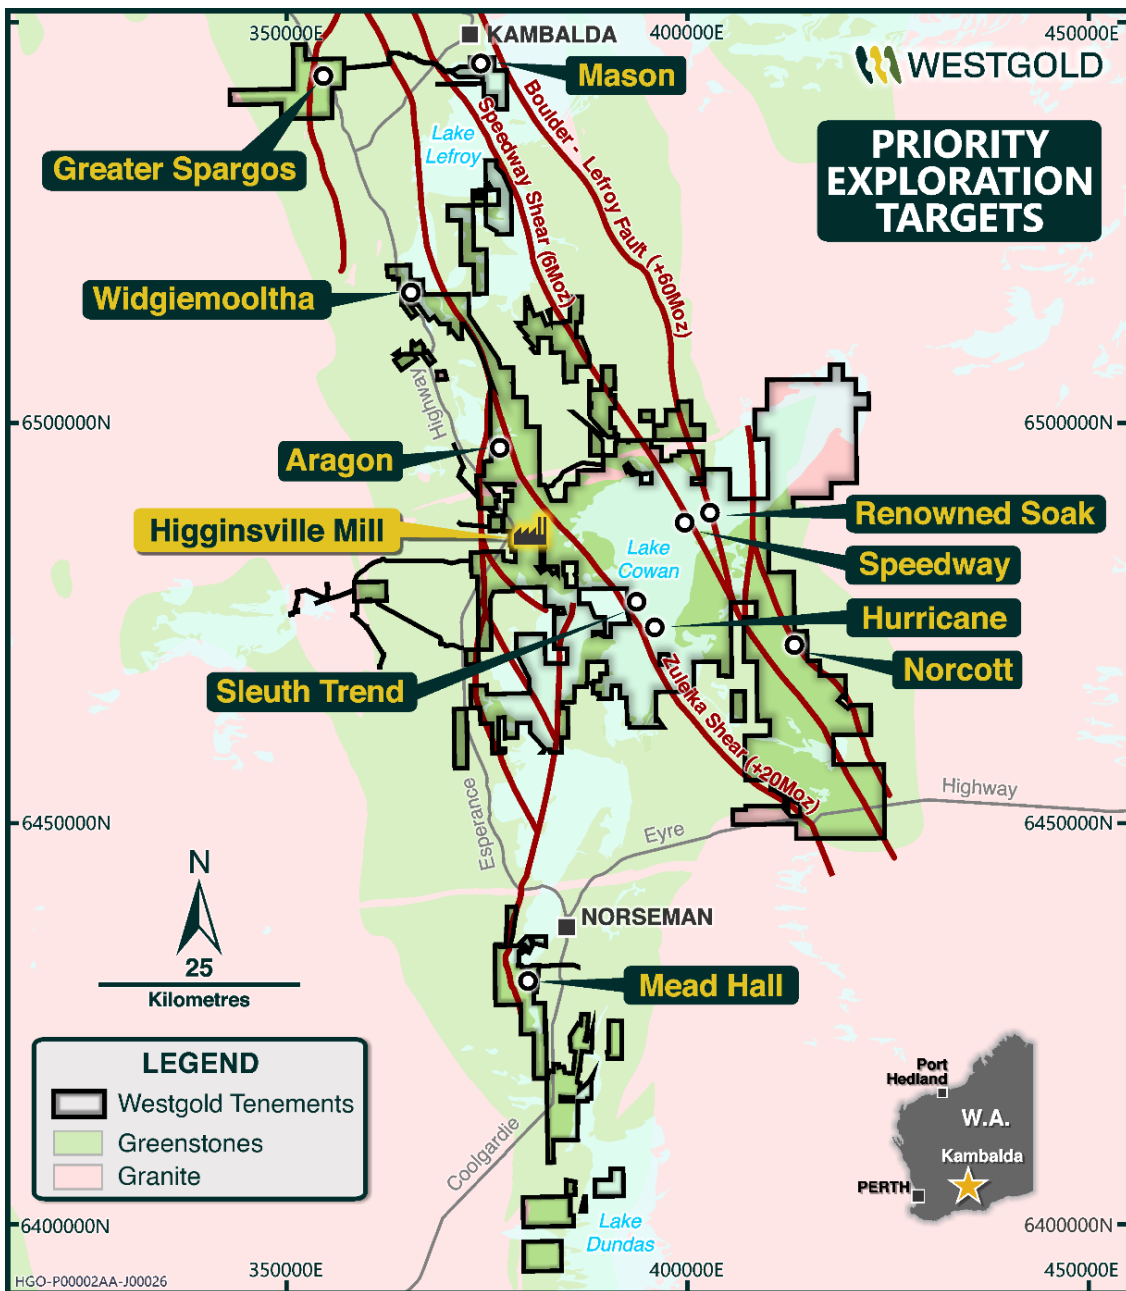 350000E
400000E
450000E
KAMBALDA
Mason
WESTGOLD
PRIORITY
EXPLORATION
TARGETS
Greater Spargos
Lake
Lefroy
Speedway Shear (6Moz)
Boulder - Lefroy Fault (+60Moz)
Widgiemooltha
Highway
6500000N
6500000N
Aragon
Higginsville Mill
Renowned Soak
Speedway
Lake
Cowan
Hurricane
Norcott
Sleuth Trend
Zuleika Shear (+20Moz)
Esperance
Highway
Eyre
6450000N
6450000N
N
25
Kilometres
NORSEMAN
Mead Hall
LEGEND
Westgold Tenements
Greenstones
Granite
Coolgardie
Port
Hedland
W.A.
Kambalda
PERTH
6400000N
6400000N
Lake
Dundas
HGO-P00002AA-J00026
350000E
400000E
450000E